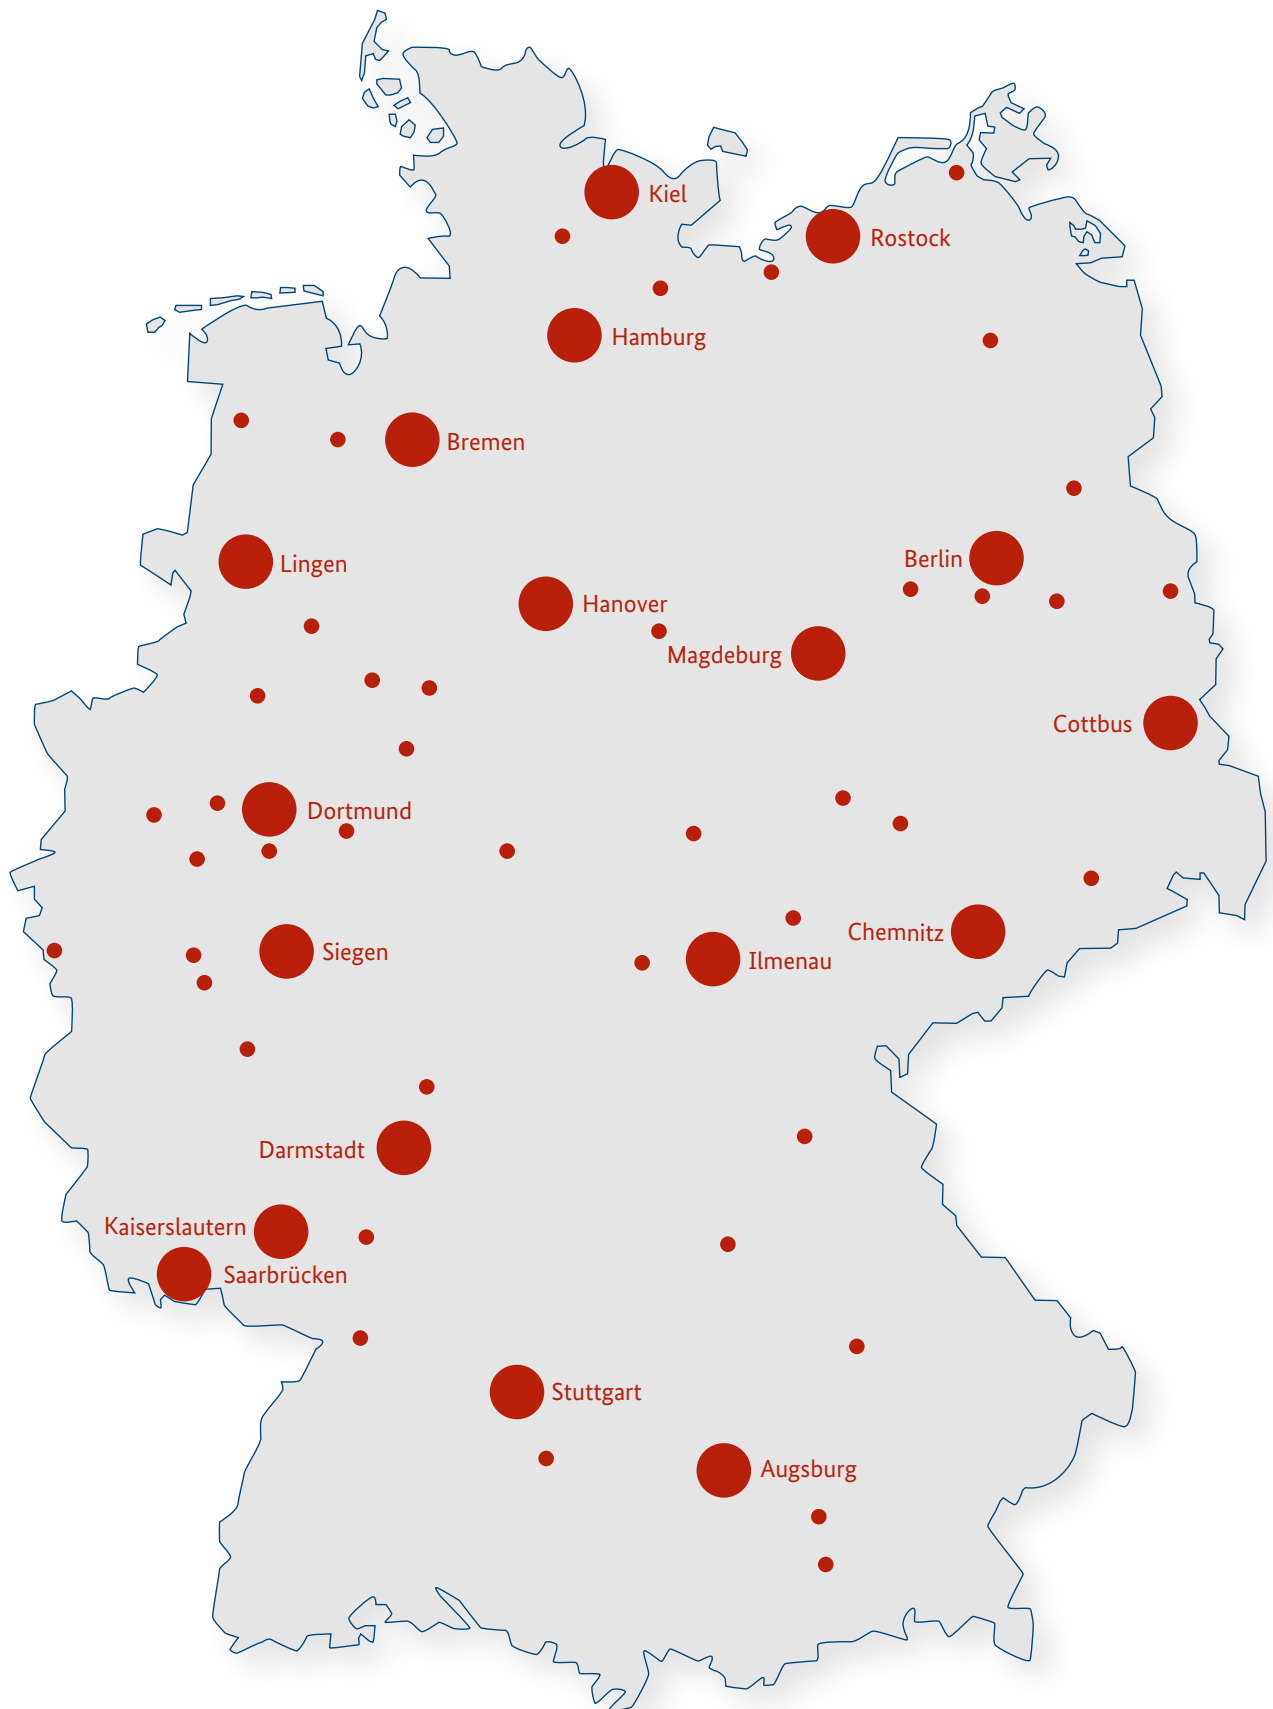 Kiel
Rostock
Hamburg
Bremen
Lingen
Berlin
Hanover
Magdeburg
Cottbus
Dortmund
Chemnitz
Siegen
Ilmenau
Darmstadt
Kaiserslautern
Saarbrücken
Stuttgart
Augsburg